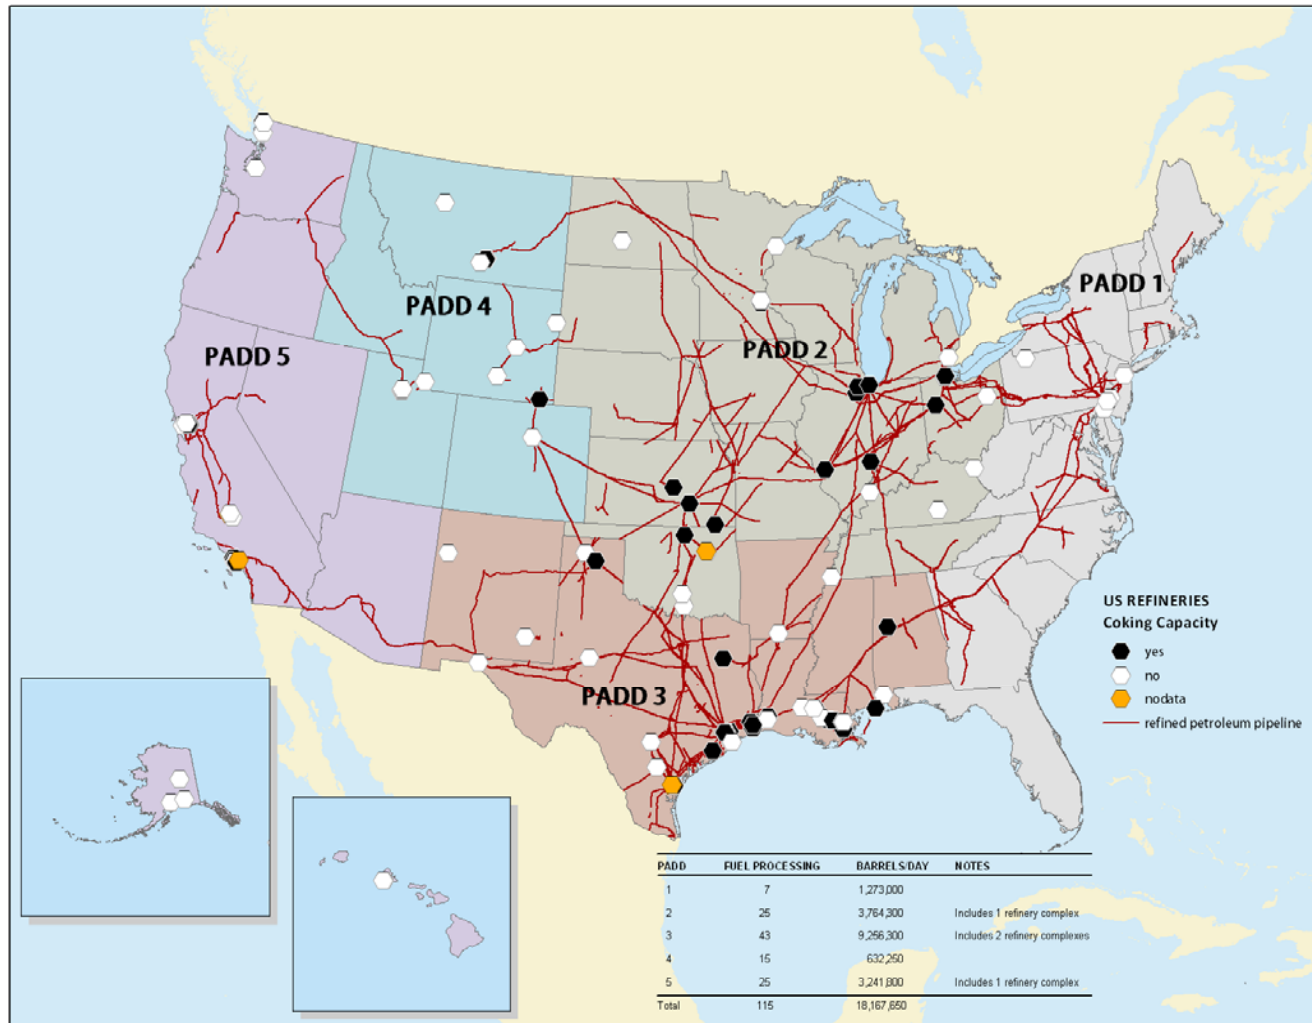 PADD 1
PADD 4
PADD 5
PADD 2
PADD 3
US REFINERIES
Coking Capacity
yes
no
nodata
refined petroleum pipeline
PADD FUEL PROCESSING BARRELS/DAY NOTES
1 7 1,273,000
2 25 3,764,300 Includes 1 refinery complex
3 43 9,256,300 Includes 2 refinery complexes
4 15 632,250
5 25 3,241,800 Includes 1 refinery complex
Total 115 18,167,650